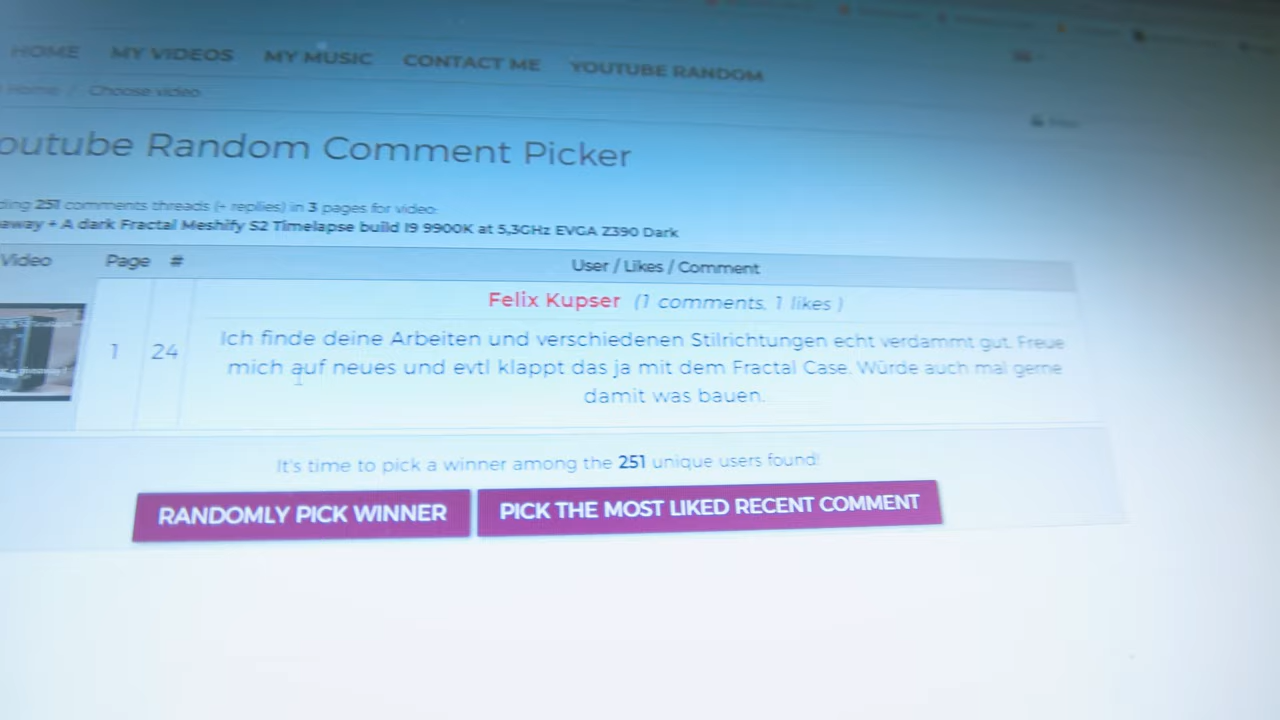 HOME MY VIDEOS MY MUSIC CONTACT ME YOUTUBE RANDOM
Home / Choose video
outube Random Comment Picker
ding 251 comments threads (+ replies) in 3 pages for video:
away + A dark Fractal Meshify S2 Timelapse build I9 9900K at 5,3GHz EVGA Z390 Dark
Video Page # User / Likes / Comment
Felix Kupser (1 comments, 1 likes )
1 24
Ich finde deine Arbeiten und verschiedenen Stilrichtungen echt verdammt gut. Freue
mich auf neues und evtl klappt das ja mit dem Fractal Case. Würde auch mal gerne
damit was bauen.
It's time to pick a winner among the 251 unique users found!
RANDOMLY PICK WINNER PICK THE MOST LIKED RECENT COMMENT